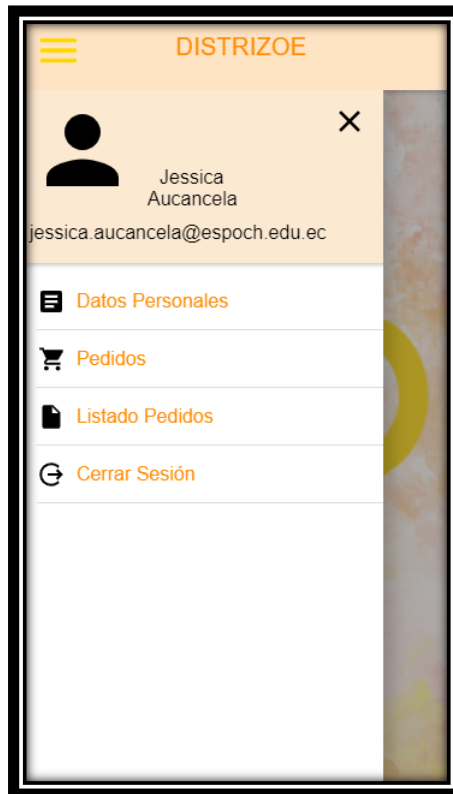 DISTRIZOE
Jessica
Aucancela
jessica.aucancela@espoch.edu.ec
Datos Personales
Pedidos
Listado Pedidos
Cerrar Sesión